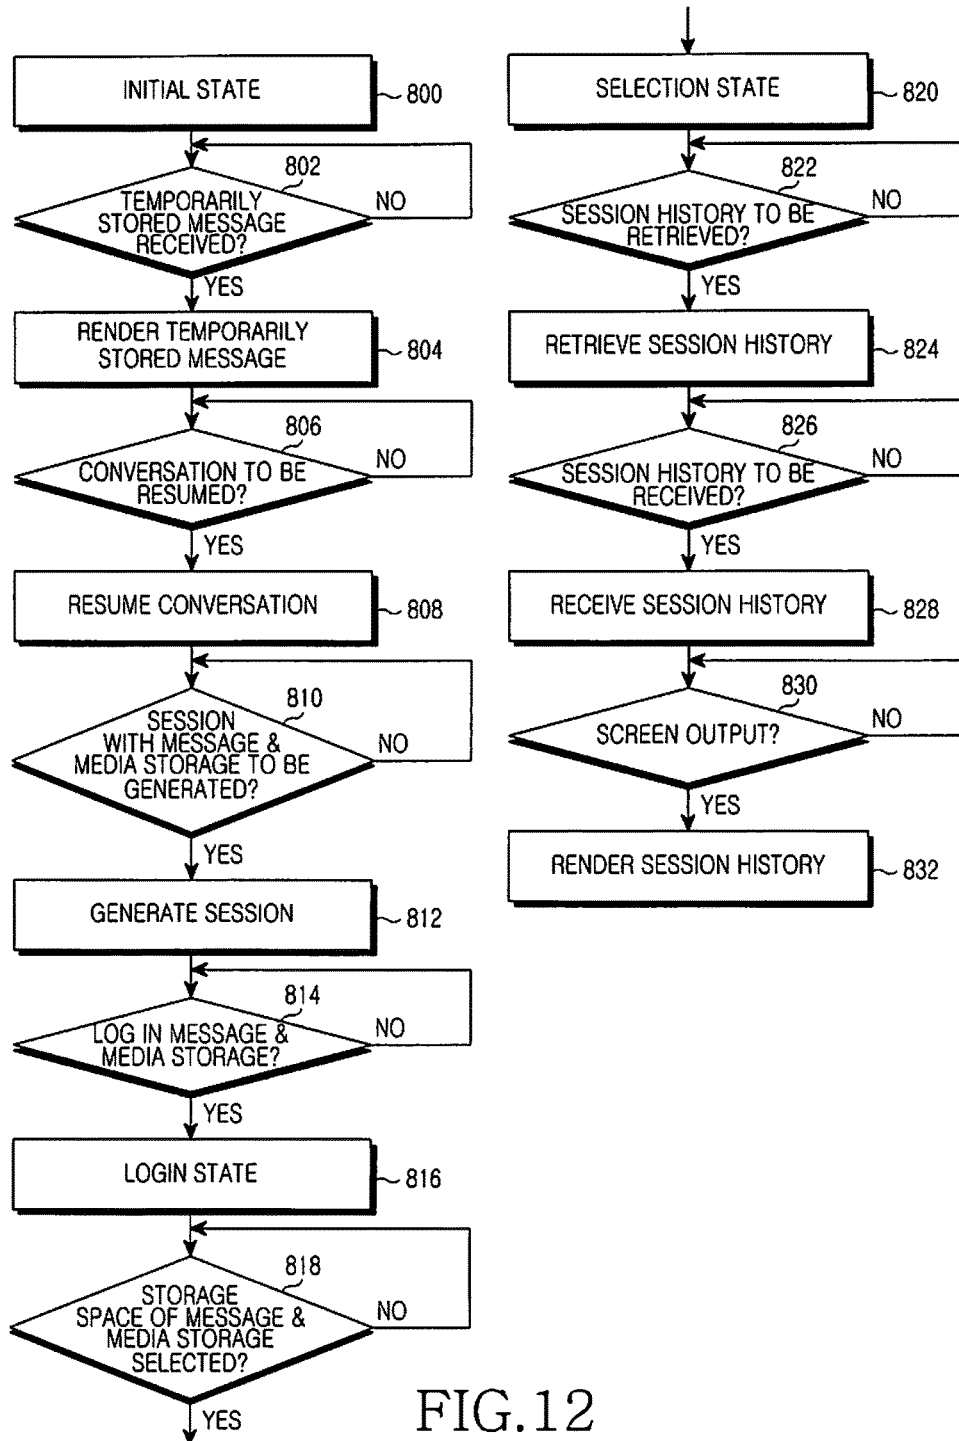 INITIAL STATE
800
802
TEMPORARILY
STORED MESSAGE
RECEIVED?
NO
YES
RENDER TEMPORARILY
STORED MESSAGE
804
806
CONVERSATION TO BE
RESUMED?
NO
YES
RESUME CONVERSATION
808
810
SESSION
WITH MESSAGE &
MEDIA STORAGE TO BE
GENERATED?
NO
YES
GENERATE SESSION
812
814
LOG IN MESSAGE &
MEDIA STORAGE?
NO
YES
LOGIN STATE
816
818
STORAGE
SPACE OF MESSAGE &
MEDIA STORAGE
SELECTED?
NO
YES
SELECTION STATE
820
822
SESSION HISTORY TO BE
RETRIEVED?
NO
YES
RETRIEVE SESSION HISTORY
824
826
SESSION HISTORY TO BE
RECEIVED?
NO
YES
RECEIVE SESSION HISTORY
828
830
SCREEN OUTPUT?
NO
YES
RENDER SESSION HISTORY
832
FIG.12